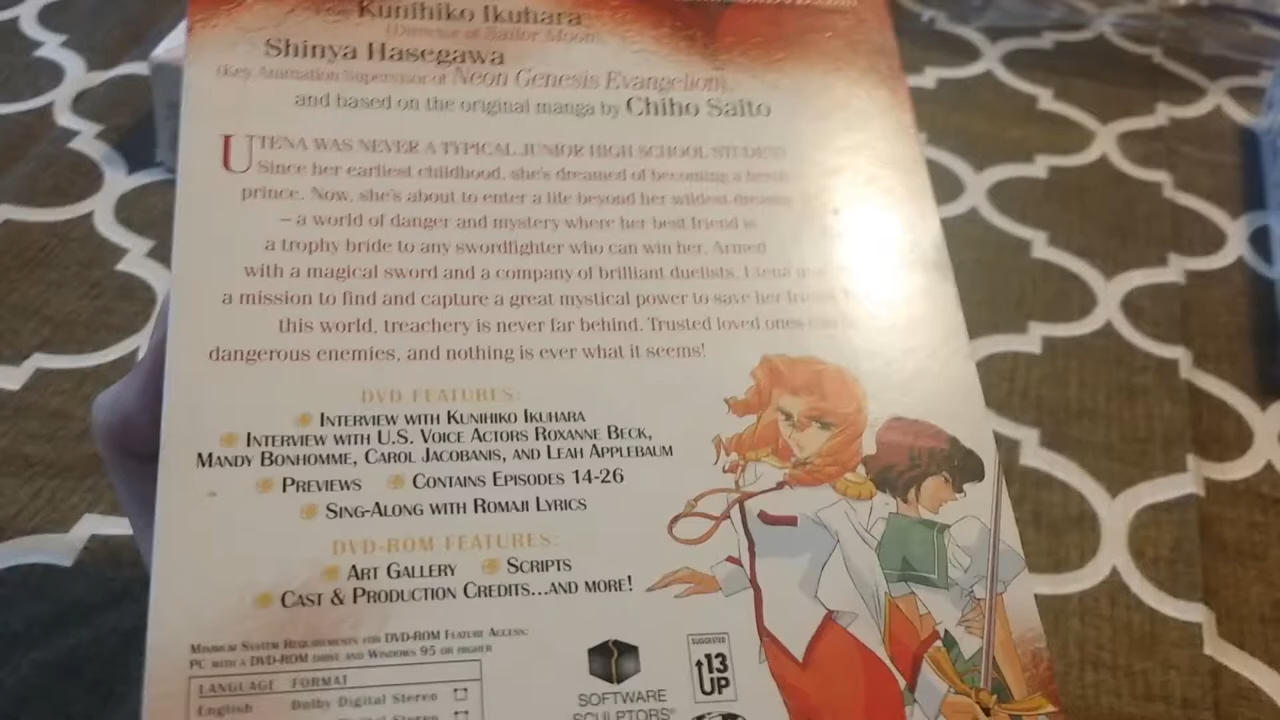 Kunihiko Ikuhara
(Director of Sailor Moon)
Shinya Hasegawa
(Key Animation Supervisor of Neon Genesis Evangelion),
and based on the original manga by Chiho Saito
UTENA WAS NEVER A TYPICAL JUNIOR HIGH SCHOOL STUDENT
Since her earliest childhood, she's dreamed of becoming a
prince. Now, she's about to enter a life beyond her wildest dreams
– a world of danger and mystery where her best friend is
a trophy bride to any swordfighter who can win her. Armed
with a magical sword and a company of brilliant duelists, Utena
a mission to find and capture a great mystical power to save her
this world, treachery is never far behind. Trusted loved ones
dangerous enemies, and nothing is ever what it seems!
DVD FEATURES:
INTERVIEW WITH KUNIHIKO IKUHARA
INTERVIEW WITH U.S. VOICE ACTORS ROXANNE BECK,
MANDY BONHOMME, CAROL JACOBANIS, AND LEAH APPLEBAUM
PREVIEWS CONTAINS EPISODES 14-26
SING-ALONG WITH ROMAJI LYRICS
DVD-ROM FEATURES:
ART GALLERY SCRIPTS
CAST & PRODUCTION CREDITS...AND MORE!
MINIMUM SYSTEM REQUIREMENTS FOR DVD-ROM FEATURE ACCESS:
PC WITH A DVD-ROM DRIVE AND WINDOWS 95 OR HIGHER
LANGUAGE FORMAT
English Dolby Digital Stereo
Stereo
SOFTWARE
SCULPTORS®
SUGGESTED
13
UP